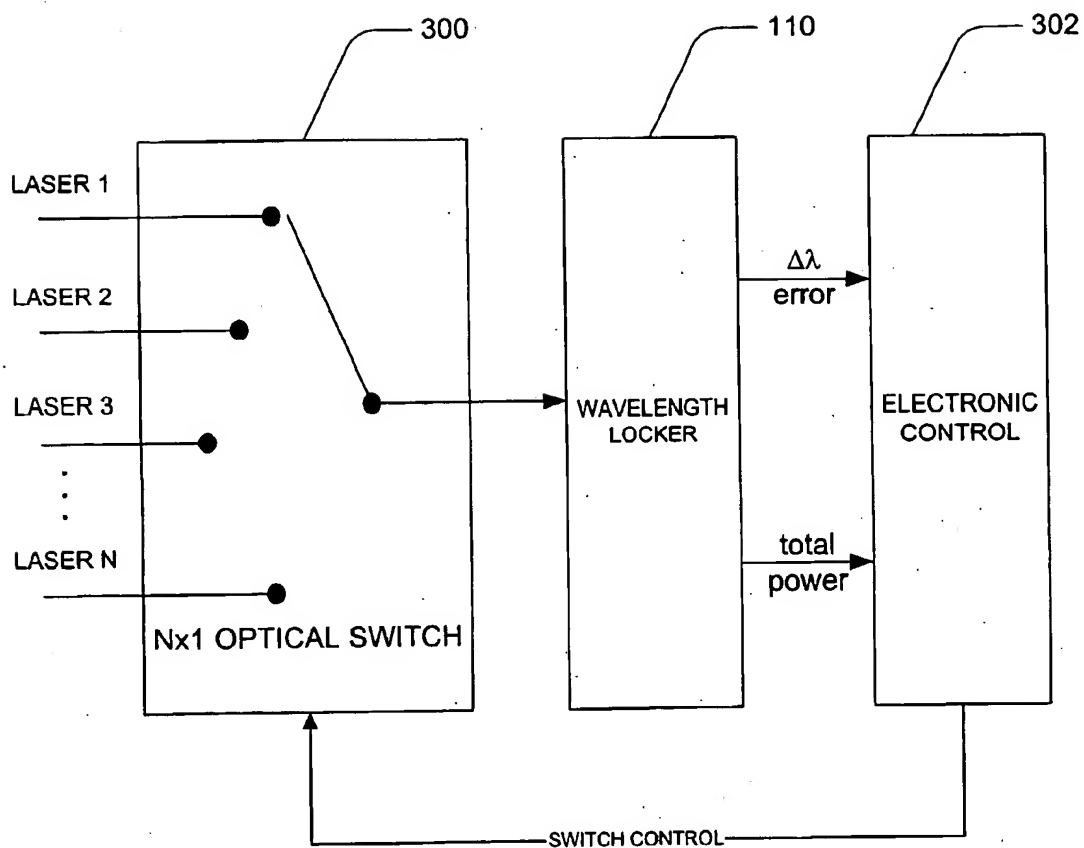 300
110
302
LASER 1
LASER 2
LASER 3
LASER N
Nx1 OPTICAL SWITCH
WAVELENGTH
LOCKER
Δλ
error
total
power
ELECTRONIC
CONTROL
SWITCH CONTROL